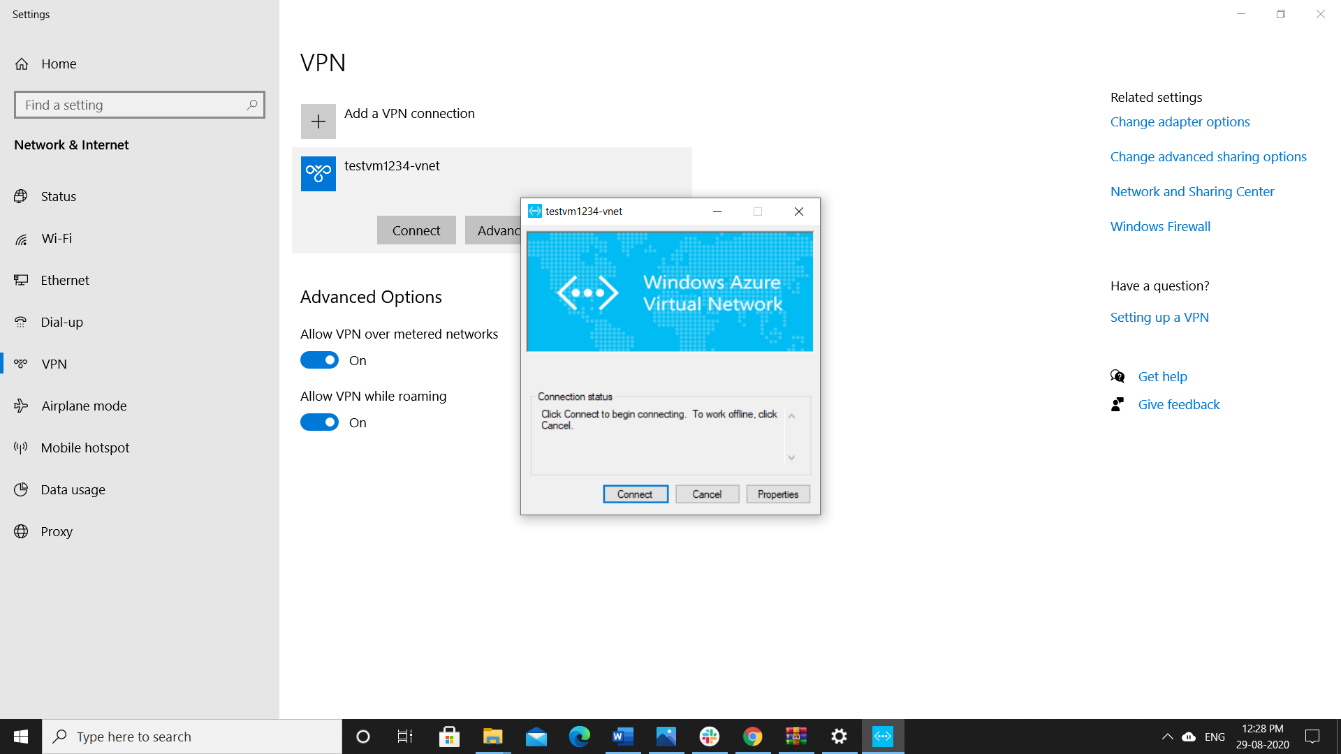 Settings
Home
Find a setting
Network & Internet
Status
Wi-Fi
Ethernet
Dial-up
VPN
Airplane mode
Mobile hotspot
Data usage
Proxy
VPN
Add a VPN connection
testvm1234-vnet
Connect
Advanc
Advanced Options
Allow VPN over metered networks
On
Allow VPN while roaming
On
testvm1234-vnet
Windows Azure
Virtual Network
Connection status
Click Connect to begin connecting. To work offline, click
Cancel.
Connect Cancel Properties
Related settings
Change adapter options
Change advanced sharing options
Network and Sharing Center
Windows Firewall
Have a question?
Setting up a VPN
Get help
Give feedback
Type here to search
ENG
12:28 PM
29-08-2020